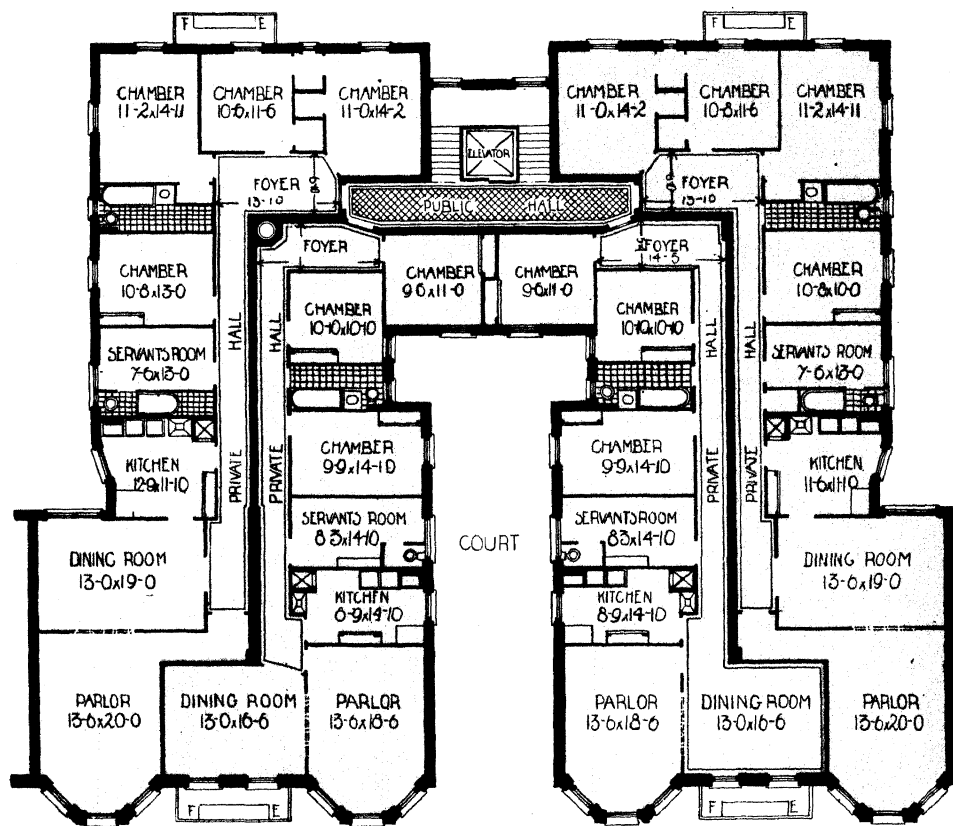 F E
F E
CHAMBER
11-2x14-11
CHAMBER
10-6x11-6
CHAMBER
11-0x14-2
CHAMBER
11-0x14-2
CHAMBER
10-8x11-6
CHAMBER
11-2x14-11
ELEVATOR
FOYER
13-10
FOYER
13-10
PUBLIC HALL
FOYER
FOYER
14-3
CHAMBER
10-8x13-0
CHAMBER
9-6x11-0
CHAMBER
9-6x11-0
CHAMBER
10-8x10-0
CHAMBER
10-10x10-10
CHAMBER
10-10x10-10
SERVANTS ROOM
7-6x13-0
SERVANTS ROOM
7-6x13-0
PRIVATE HALL
PRIVATE HALL
PRIVATE HALL
PRIVATE HALL
KITCHEN
12-9x11-10
CHAMBER
9-9x14-10
CHAMBER
9-9x14-10
KITCHEN
11-6x11-10
SERVANTS ROOM
8-3x14-10
COURT
SERVANTS ROOM
8-3x14-10
DINING ROOM
13-0x19-0
DINING ROOM
13-6x19-0
KITCHEN
8-9x14-10
KITCHEN
8-9x14-10
PARLOR
13-6x20-0
DINING ROOM
13-0x16-6
PARLOR
13-6x18-6
PARLOR
13-6x18-6
DINING ROOM
13-0x16-6
PARLOR
13-6x20-0
F E
F E